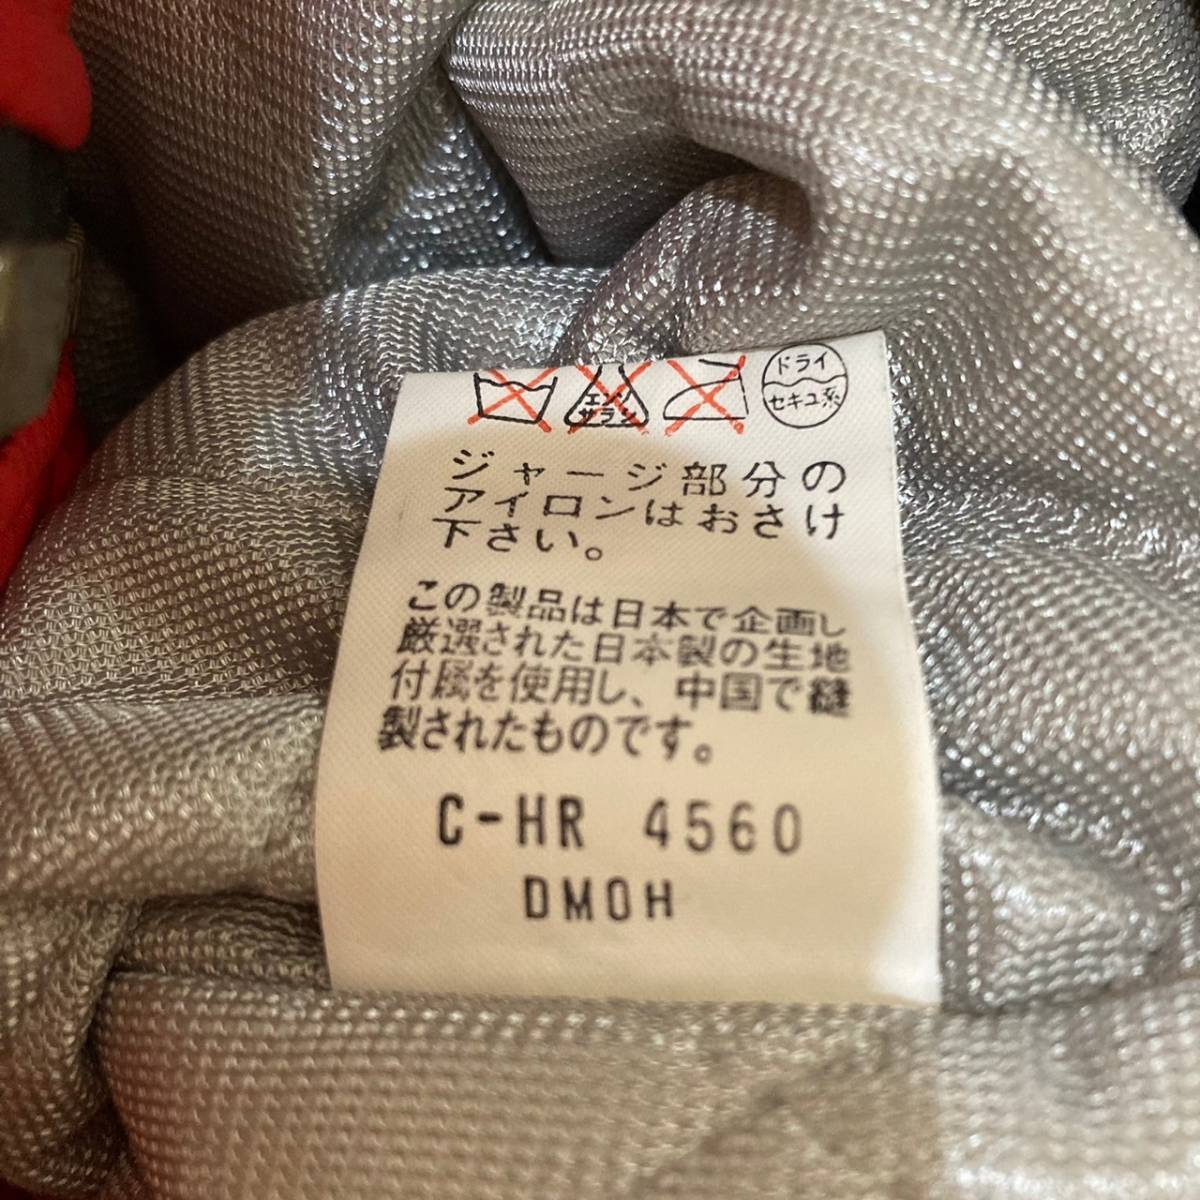 エンソ
サラシ
ドライ
セキユ系
ジャージ部分の
アイロンはおさけ
下さい。
この製品は日本で企画し
厳選された日本製の生地
付属を使用し、中国で縫
製されたものです。
C-HR 4560
DMOH